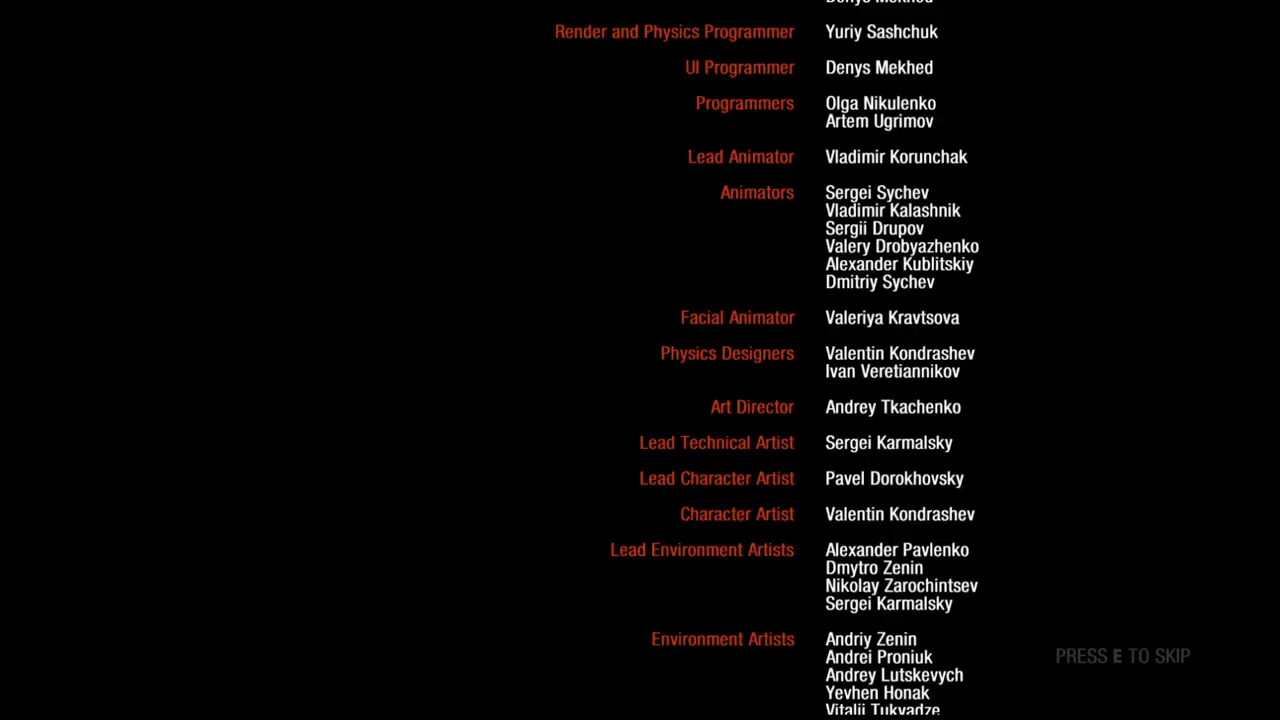 Denys Mekhed
Render and Physics Programmer Yuriy Sashchuk
UI Programmer Denys Mekhed
Programmers Olga Nikulenko
Artem Ugrimov
Lead Animator Vladimir Korunchak
Animators Sergei Sychev
Vladimir Kalashnik
Sergii Drupov
Valery Drobyazhenko
Alexander Kublitskiy
Dmitriy Sychev
Facial Animator Valeriya Kravtsova
Physics Designers Valentin Kondrashev
Ivan Veretiannikov
Art Director Andrey Tkachenko
Lead Technical Artist Sergei Karmalsky
Lead Character Artist Pavel Dorokhovsky
Character Artist Valentin Kondrashev
Lead Environment Artists Alexander Pavlenko
Dmytro Zenin
Nikolay Zarochintsev
Sergei Karmalsky
Environment Artists Andriy Zenin
Andrei Proniuk
Andrey Lutskevych
Yevhen Honak
Vitalii Tukvadze
PRESS E TO SKIP